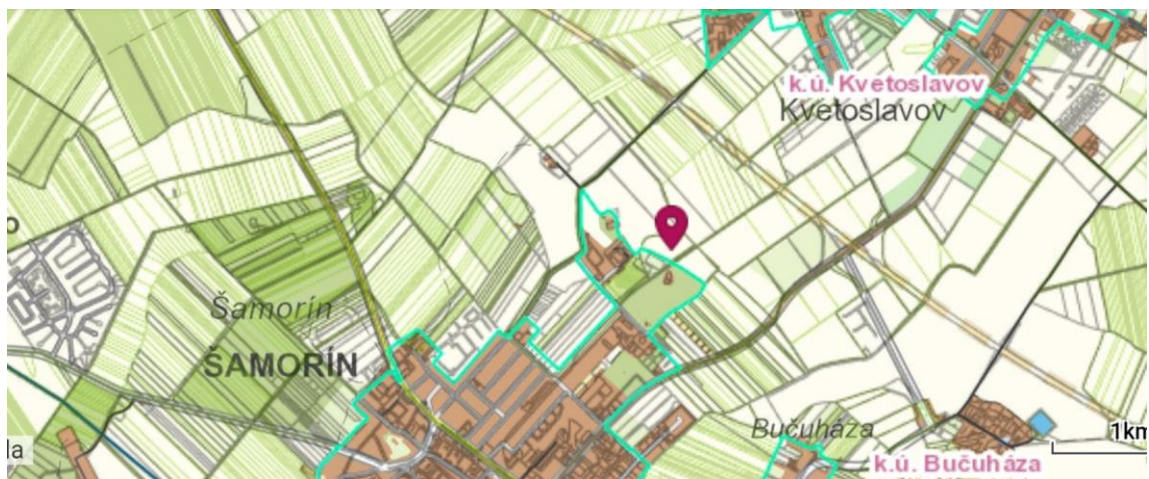 k.ú. Kvetoslavov
Kvetoslavov
Šamorín
ŠAMORÍN
Bučuháza
1km
k.ú. Bučuháza